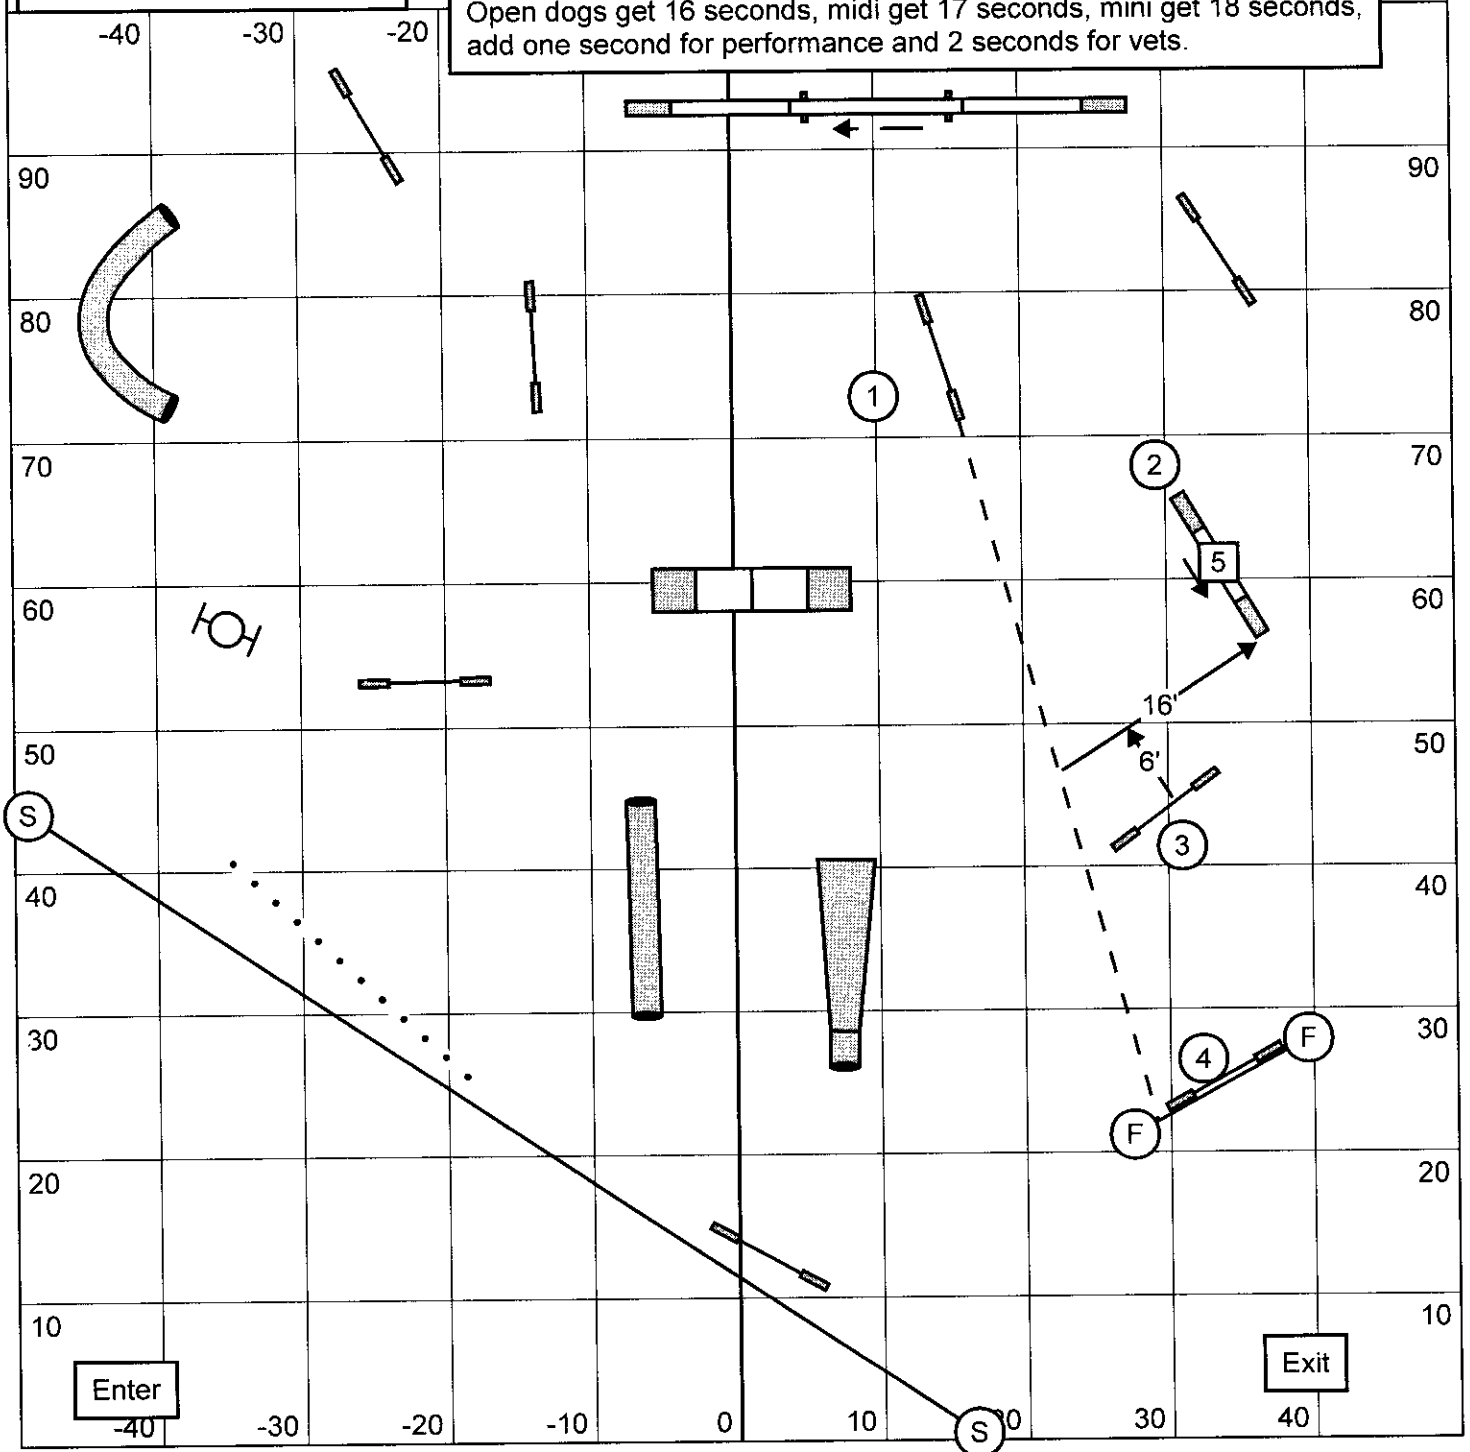 Open dogs get 16 seconds, midi get 17 seconds, mini get 18 seconds,
add one second for performance and 2 seconds for vets.
-40 -30 -20
90 90
80 80
1
70 70
2
5
60 60
16'
50 50
6'
S
3
40 40
30 30
4 F
F
20 20
10 10
Enter Exit
-40 -30 -20 -10 0 10 S 20 30 40